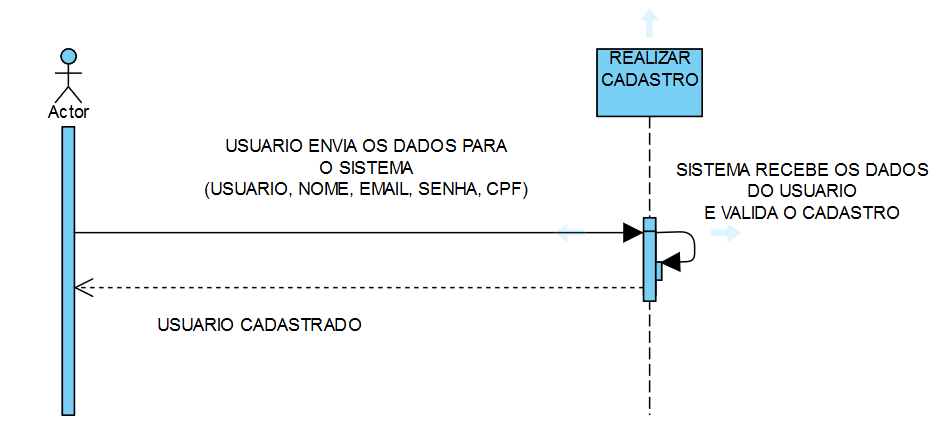 REALIZAR
CADASTRO
Actor
USUARIO ENVIA OS DADOS PARA
O SISTEMA
(USUARIO, NOME, EMAIL, SENHA, CPF)
SISTEMA RECEBE OS DADOS
DO USUARIO
E VALIDA O CADASTRO
USUARIO CADASTRADO